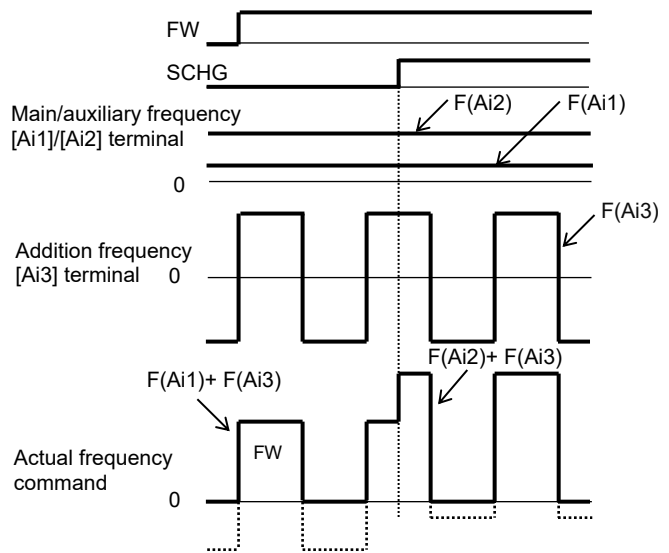 FW
SCHG
Main/auxiliary frequency
[Ai1]/[Ai2] terminal
F(Ai2)
F(Ai1)
0
F(Ai3)
Addition frequency
[Ai3] terminal
0
F(Ai2)+ F(Ai3)
F(Ai1)+ F(Ai3)
FW
Actual frequency
command
0